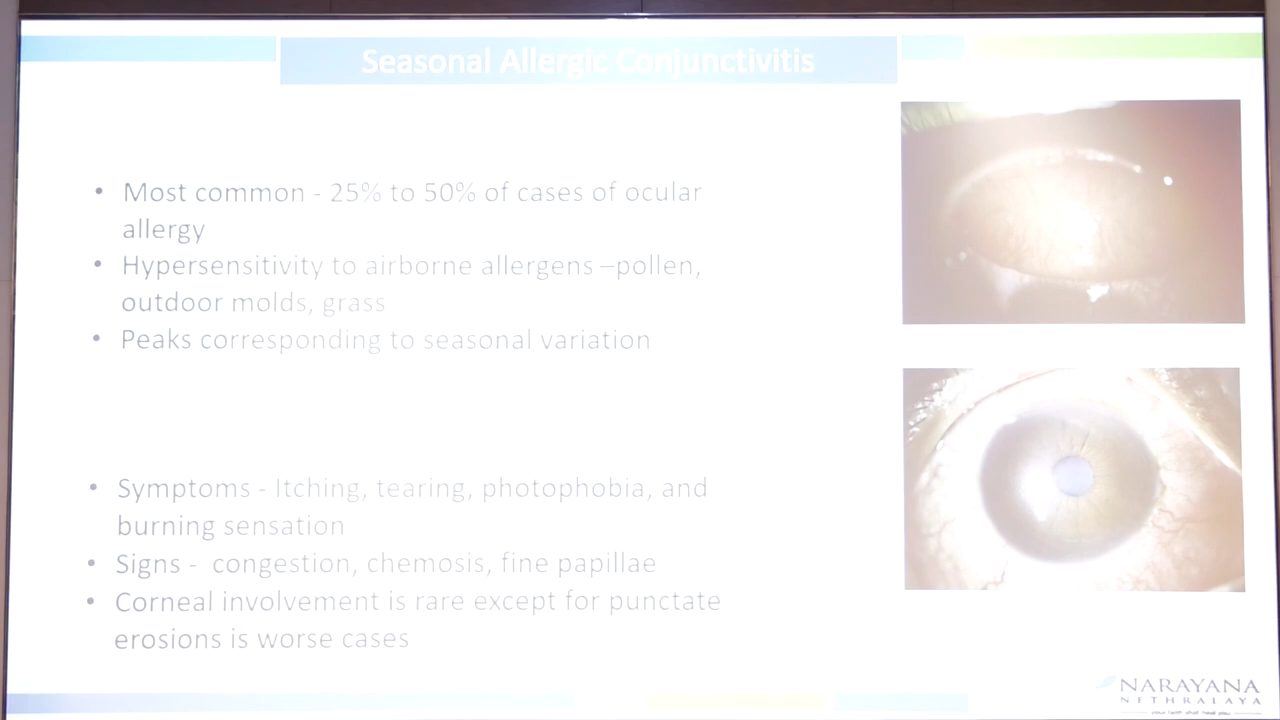 Seasonal Allergic Conjunctivitis
• Most common - 25% to 50% of cases of ocular
allergy
• Hypersensitivity to airborne allergens –pollen,
outdoor molds, grass
• Peaks corresponding to seasonal variation
• Symptoms - Itching, tearing, photophobia, and
burning sensation
• Signs - congestion, chemosis, fine papillae
• Corneal involvement is rare except for punctate
erosions is worse cases
NARAYANA
NETHRALAYA